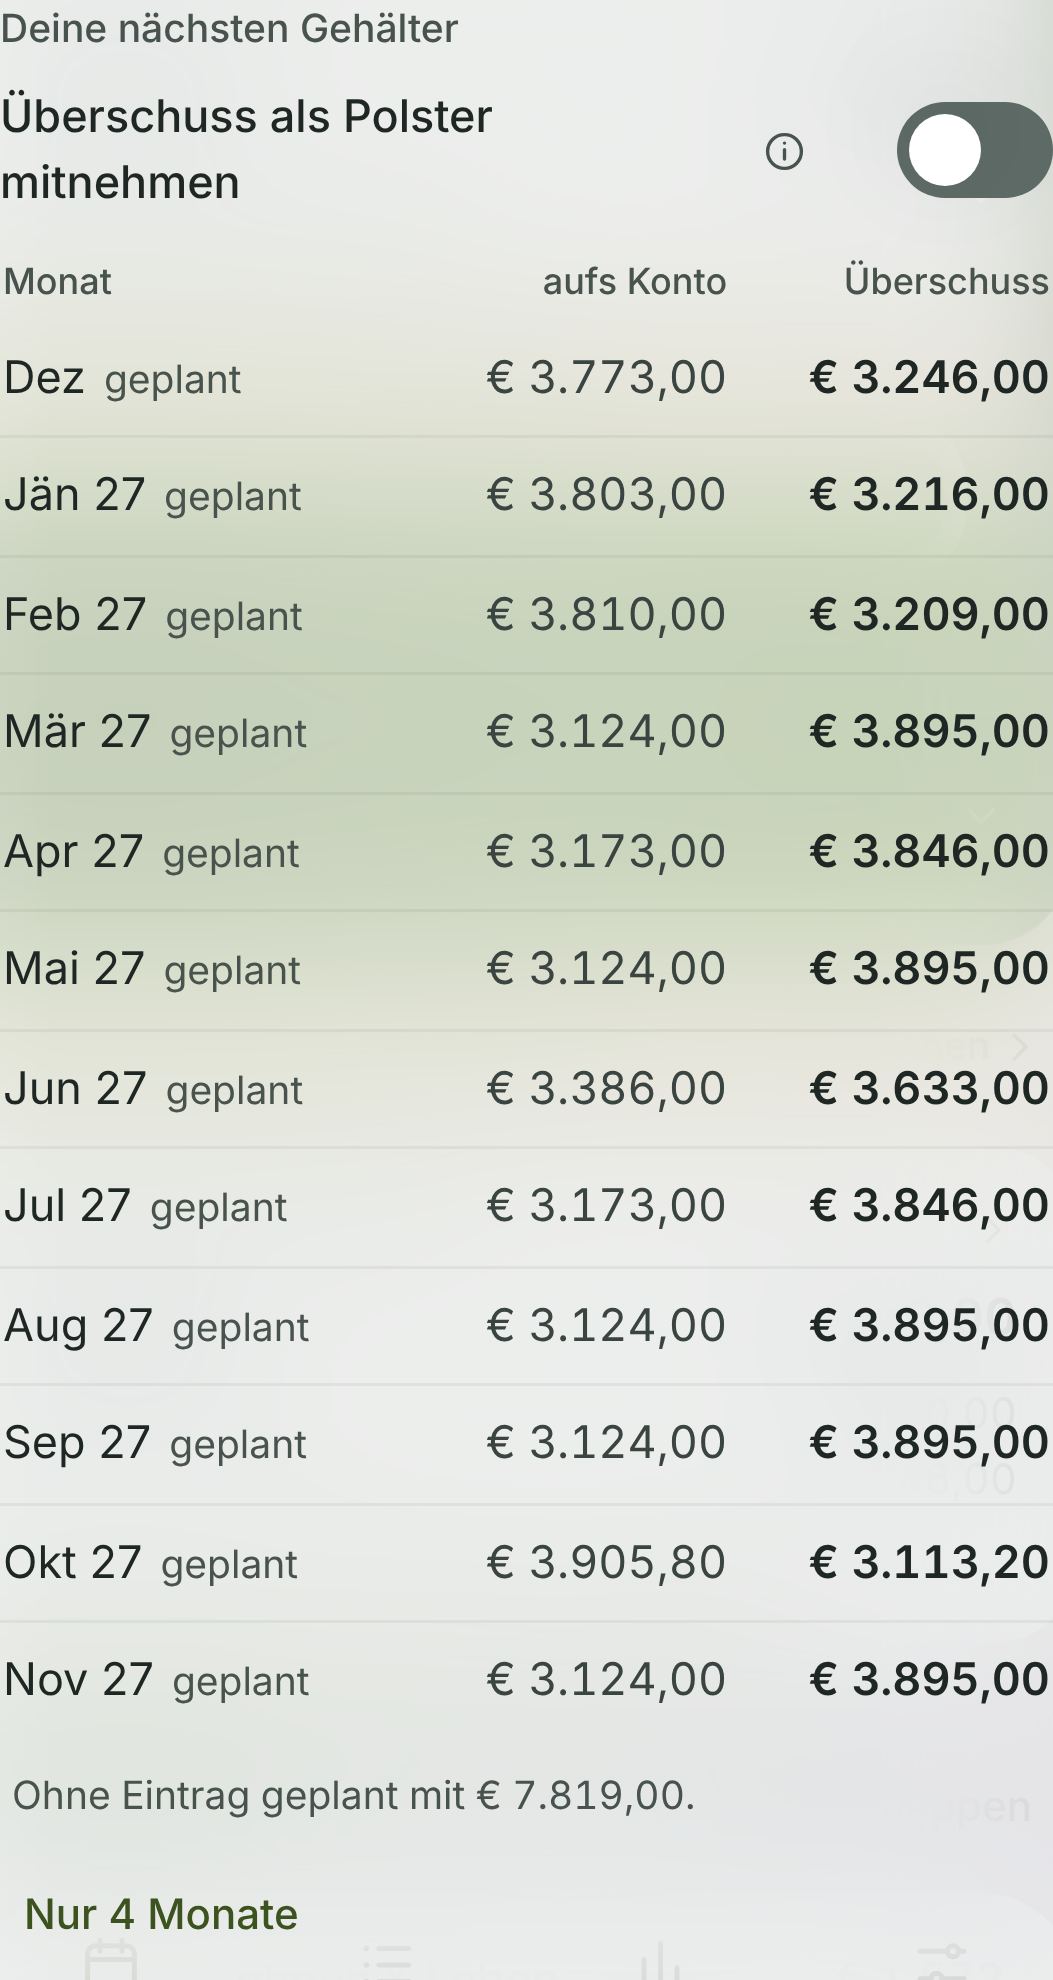 Deine nächsten Gehälter
Überschuss als Polster
mitnehmen
Monat aufs Konto Überschuss
Dez geplant € 3.773,00 € 3.246,00
Jän 27 geplant € 3.803,00 € 3.216,00
Feb 27 geplant € 3.810,00 € 3.209,00
Mär 27 geplant € 3.124,00 € 3.895,00
Apr 27 geplant € 3.173,00 € 3.846,00
Mai 27 geplant € 3.124,00 € 3.895,00
Jun 27 geplant € 3.386,00 € 3.633,00
Jul 27 geplant € 3.173,00 € 3.846,00
Aug 27 geplant € 3.124,00 € 3.895,00
Sep 27 geplant € 3.124,00 € 3.895,00
Okt 27 geplant € 3.905,80 € 3.113,20
Nov 27 geplant € 3.124,00 € 3.895,00
Ohne Eintrag geplant mit € 7.819,00.
Nur 4 Monate